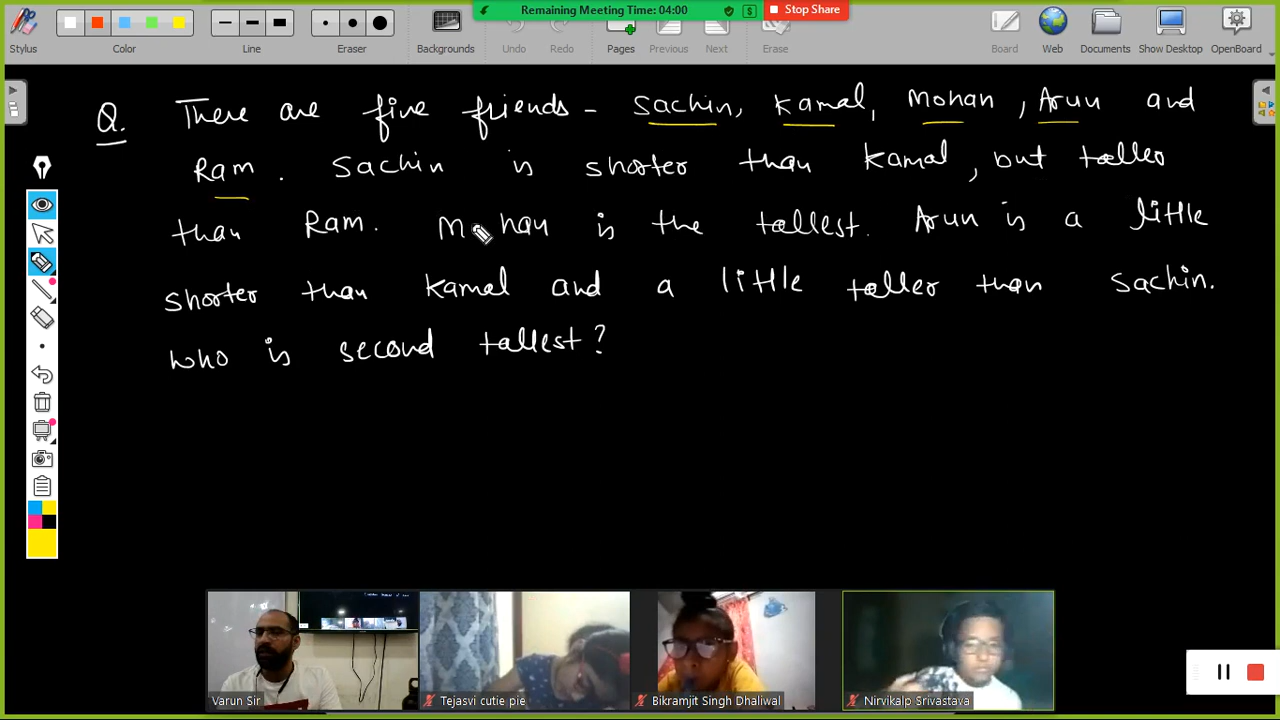 Remaining Meeting Time: 04:00
Stop Share
Stylus
Color
Line
Eraser
Backgrounds
Undo
Redo
Pages
Previous
Next
Erase
Board
Web
Documents
Show Desktop
OpenBoard
Q. There are five friends - Sachin, Kamal, Mohan, Arun and
Ram. Sachin is shorter than Kamal, but taller
than Ram. Mohan is the tallest. Arun is a little
shorter than Kamal and a little taller than Sachin.
who is second tallest?
Varun Sir
Tejasvi cutie pie
Bikramjit Singh Dhaliwal
Nirvikalp Srivastava